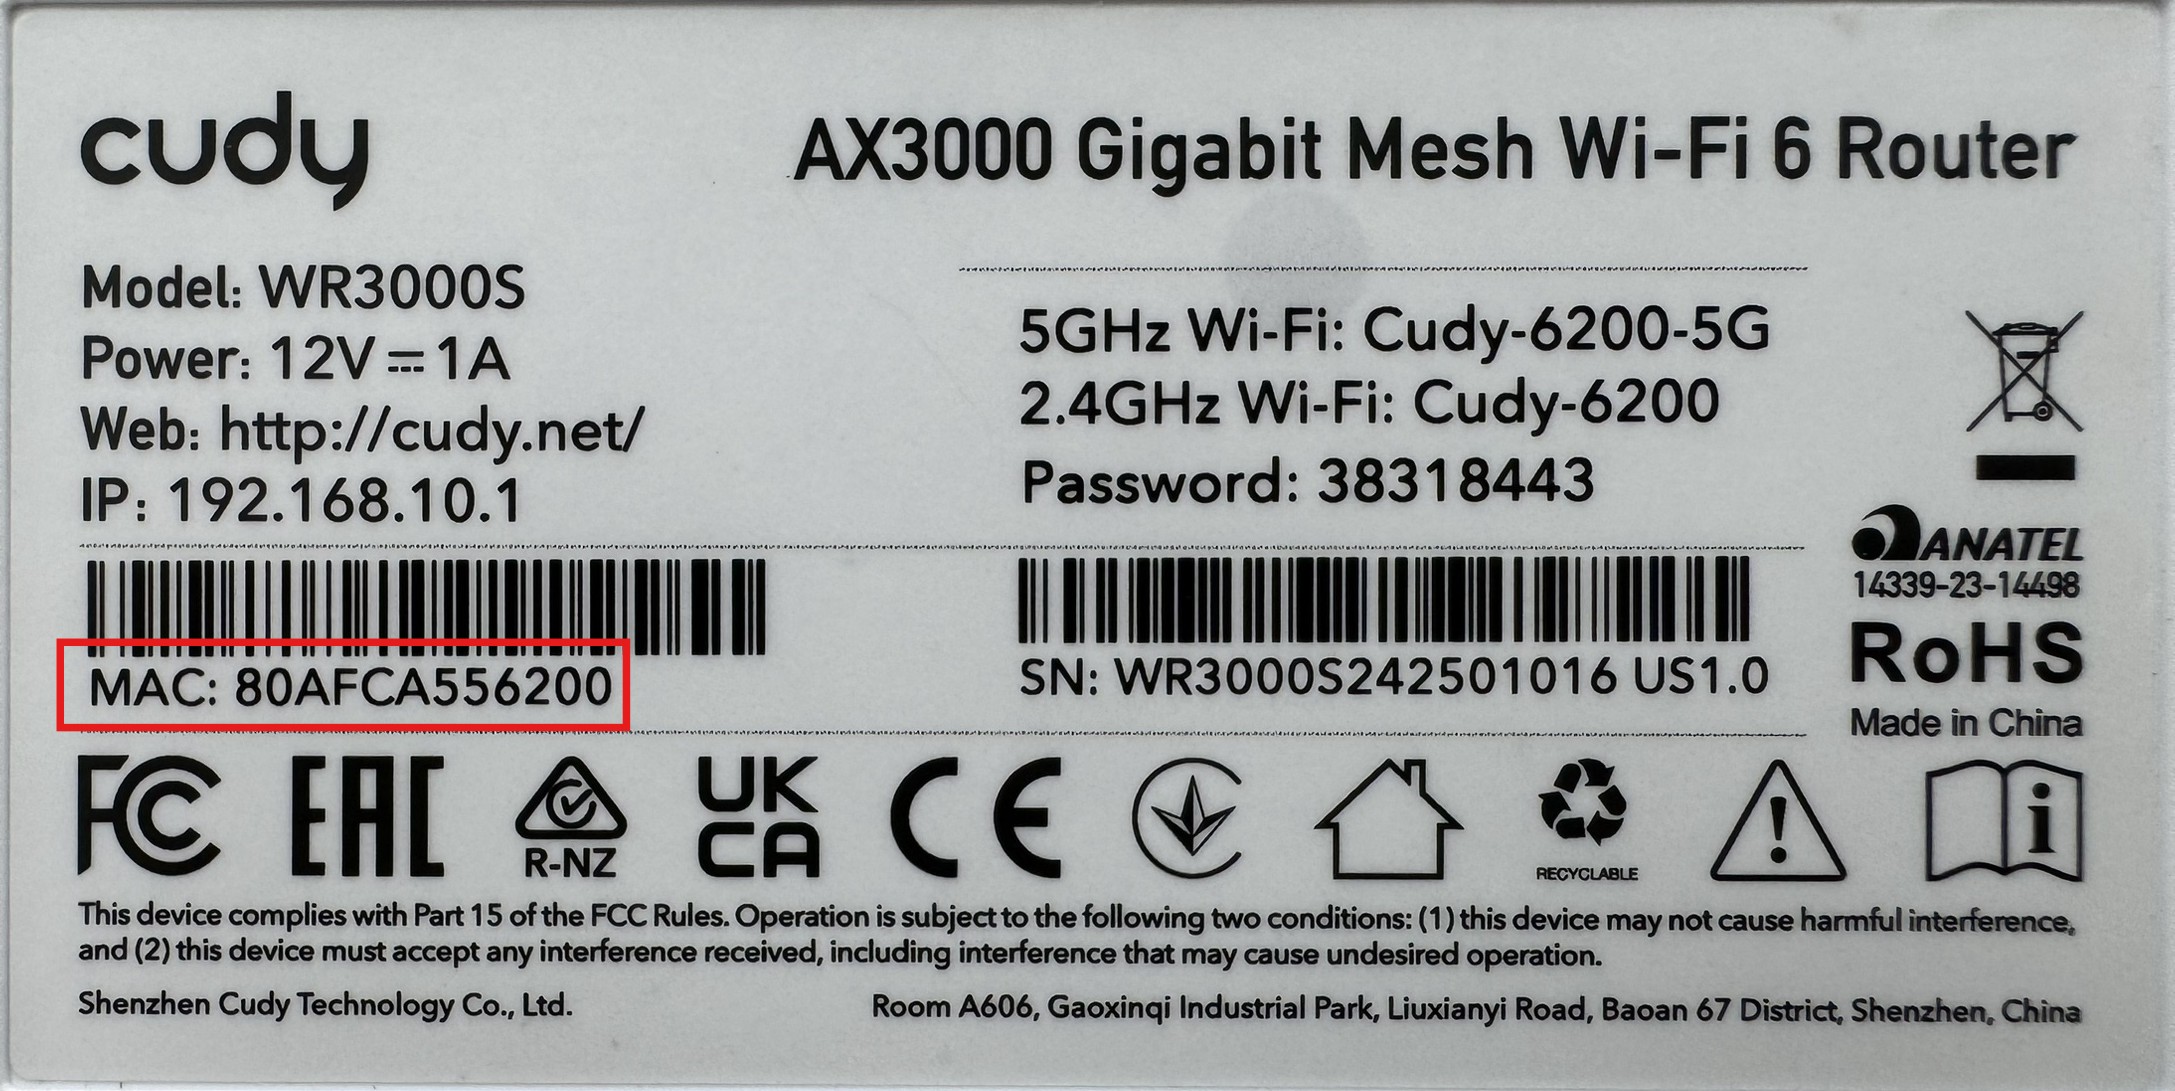 cudy
AX3000 Gigabit Mesh Wi-Fi 6 Router
Model: WR3000S
Power: 12V⎓1A
Web: http://cudy.net/
IP: 192.168.10.1
5GHz Wi-Fi: Cudy-6200-5G
2.4GHz Wi-Fi: Cudy-6200
Password: 38318443
MAC: 80AFCA556200
SN: WR3000S242501016 US1.0
ANATEL
14339-23-14498
RoHS
Made in China
FC
EAC
R-NZ
UK
CA
CE
RECYCLABLE
i
This device complies with Part 15 of the FCC Rules. Operation is subject to the following two conditions: (1) this device may not cause harmful interference,
and (2) this device must accept any interference received, including interference that may cause undesired operation.
Shenzhen Cudy Technology Co., Ltd.
Room A606, Gaoxinqi Industrial Park, Liuxianyi Road, Baoan 67 District, Shenzhen, China